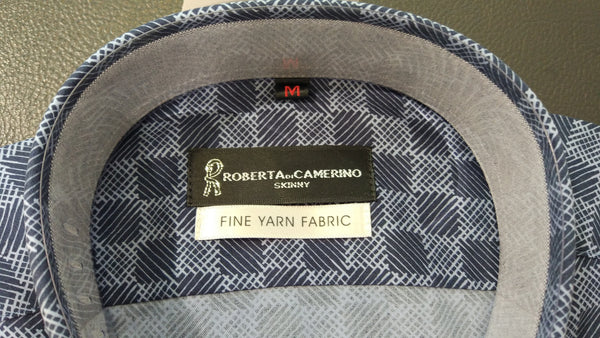 M
ROBERTA DI CAMERINO
SKINNY
FINE YARN FABRIC